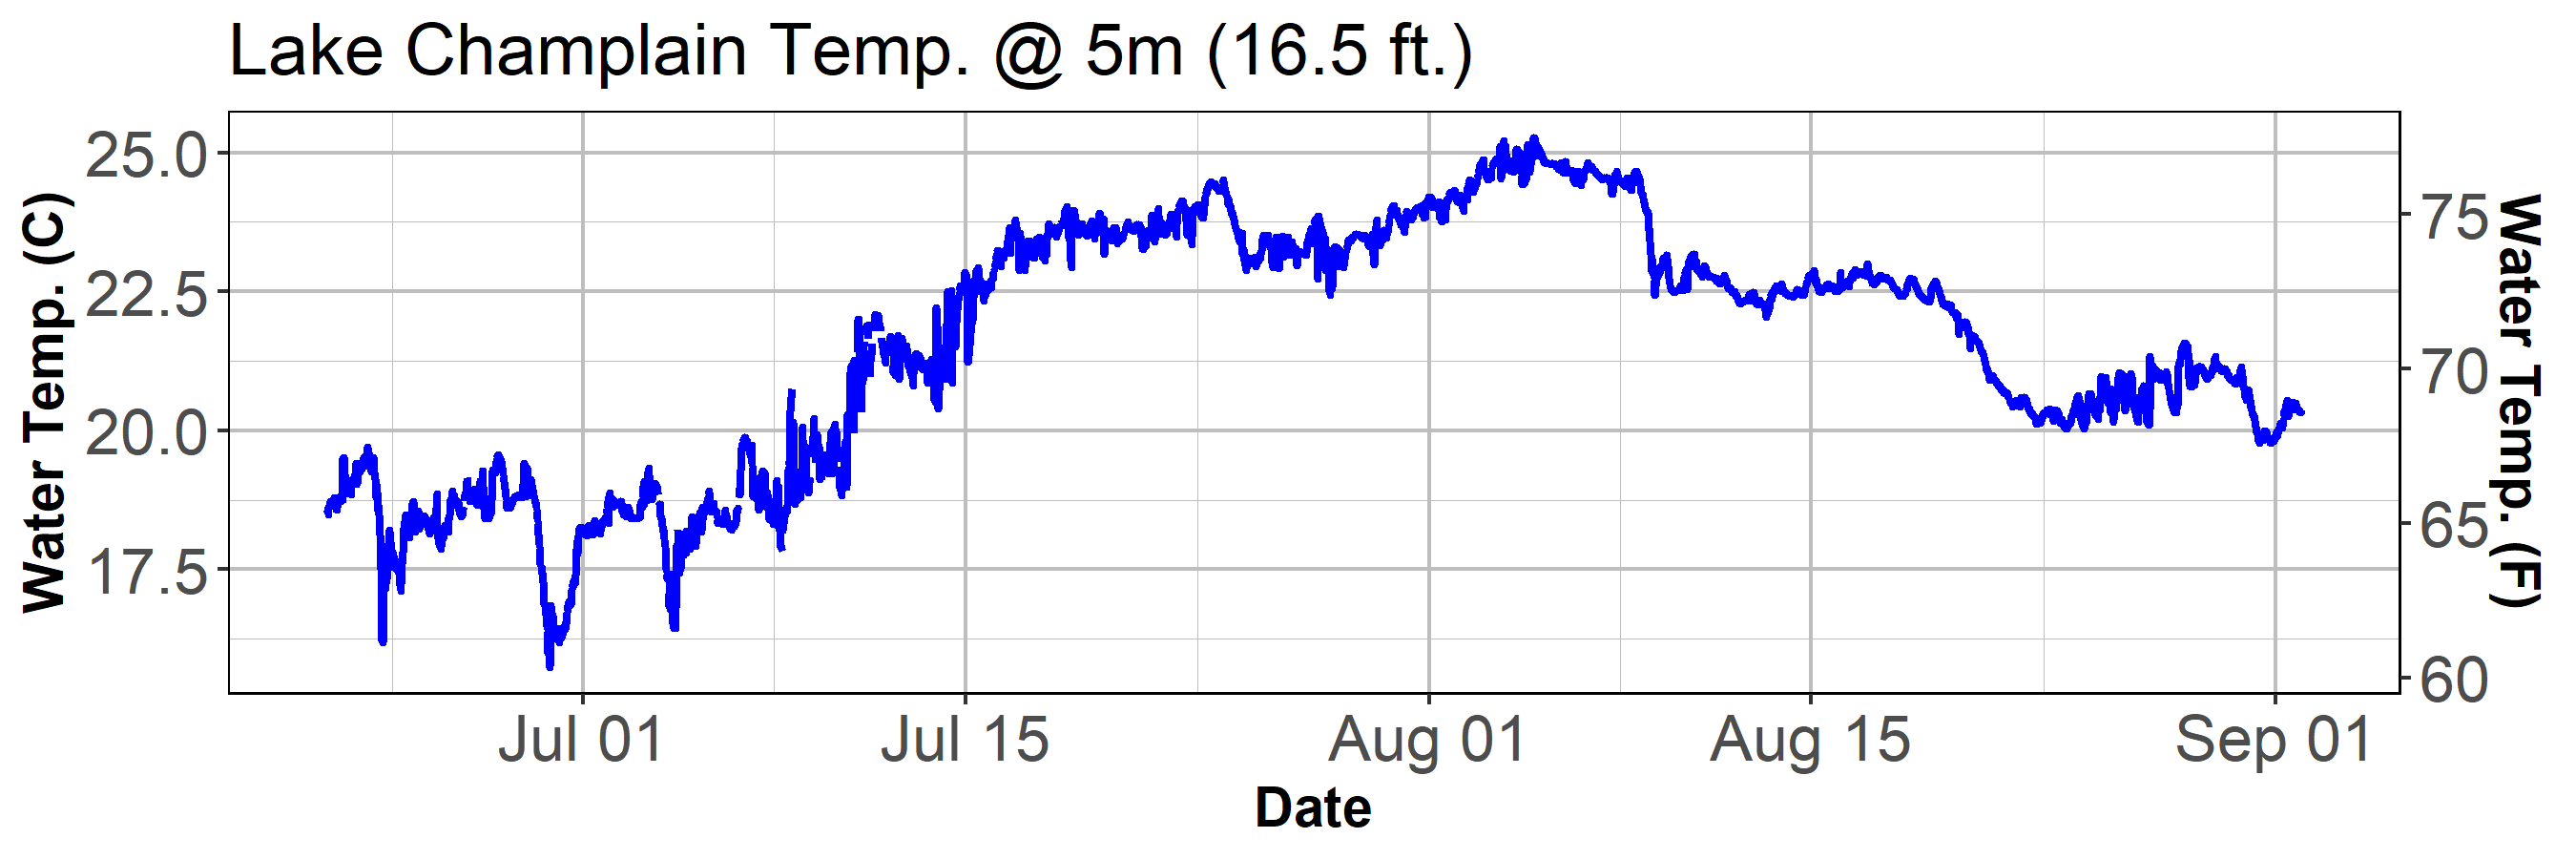 Lake Champlain Temp. @ 5m (16.5 ft.)
Water Temp. (C)
25.0
22.5
20.0
17.5
75
70
65
60
Water Temp. (F)
Jul 01
Jul 15
Aug 01
Aug 15
Sep 01
Date